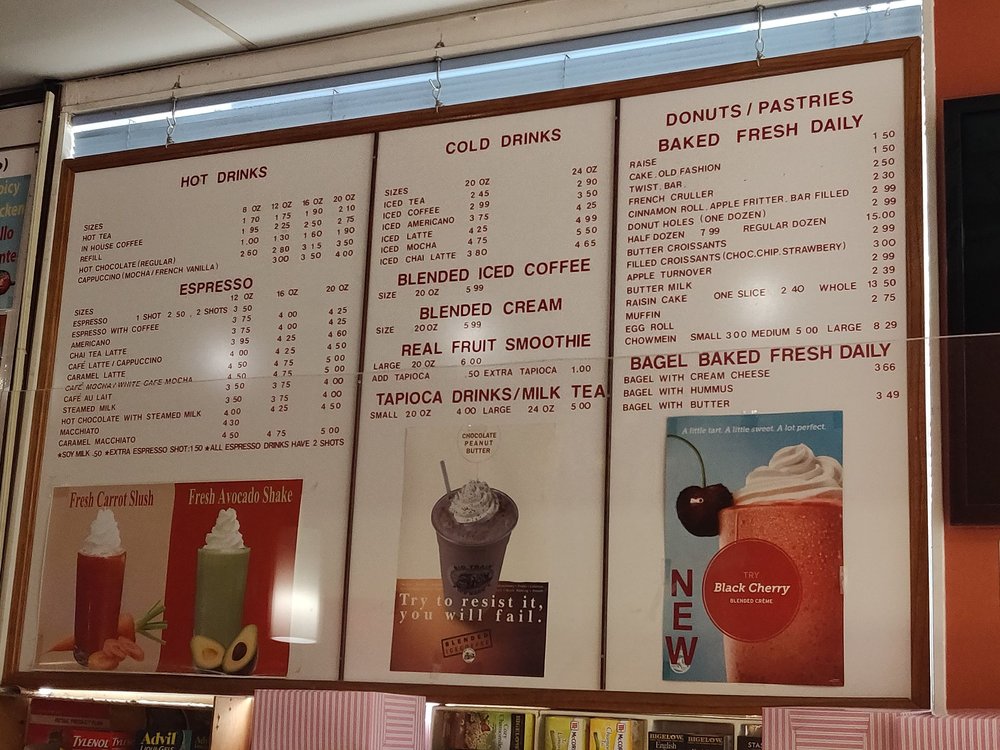 HOT DRINKS
SIZES 8 OZ 12 OZ 16 OZ 20 OZ
HOT TEA 1 70 1 75 1 90 2 10
IN HOUSE COFFEE 1 95 2 25 2 50 2 75
REFILL 1.00 1 30 1 60 1 90
HOT CHOCOLATE (REGULAR) 2 60 2 80 3 15 3 50
CAPPUCCINO (MOCHA / FRENCH VANILLA) 3 00 3 50 4 00
ESPRESSO
SIZES 12 OZ 16 OZ 20 OZ
ESPRESSO 1 SHOT 2 50 , 2 SHOTS 3 50
ESPRESSO WITH COFFEE 3 75 4 00 4 25
AMERICANO 3 75 4 00 4 25
CHAI TEA LATTE 3 95 4 25 4 60
CAFÉ LATTE / CAPPUCCINO 4 00 4 25 4 50
CARAMEL LATTE 4 50 4 75 5 00
CAFÉ MOCHA / WHITE CAFE MOCHA 4 50 4 75 5 00
CAFÉ AU LAIT 3 50 3 75 4 00
STEAMED MILK 3 50 3 75 4 00
HOT CHOCOLATE WITH STEAMED MILK 4 00 4 25 4 50
MACCHIATO 4 30
CARAMEL MACCHIATO 4 50 4 75 5 00
*SOY MILK .50 *EXTRA ESPRESSO SHOT:1 50 *ALL ESPRESSO DRINKS HAVE 2 SHOTS
Fresh Carrot Slush
Fresh Avocado Shake
COLD DRINKS
SIZES 20 OZ 24 OZ
ICED TEA 2 45 2 90
ICED COFFEE 2 99 3 50
ICED AMERICANO 3 75 4 25
ICED LATTE 4 25 4 99
ICED MOCHA 4 75 5 50
ICED CHAI LATTE 3 80 4 65
BLENDED ICED COFFEE
SIZE 20 OZ 5 99
BLENDED CREAM
SIZE 20 OZ 5 99
REAL FRUIT SMOOTHIE
LARGE 20 OZ 6 00
ADD TAPIOCA .50 EXTRA TAPIOCA 1.00
TAPIOCA DRINKS / MILK TEA
SMALL 20 OZ 4 00 LARGE 24 OZ 5 00
CHOCOLATE
PEANUT
BUTTER
BIG TRAIN
Try to resist it,
you will fail.
BLENDED
DONUTS / PASTRIES
BAKED FRESH DAILY
RAISE 1 50
CAKE . OLD FASHION 1 50
TWIST . BAR . 2 50
FRENCH CRULLER 2 30
CINNAMON ROLL . APPLE FRITTER . BAR FILLED 2 99
DONUT HOLES (ONE DOZEN) 2 99
HALF DOZEN 7 99 REGULAR DOZEN 15.00
BUTTER CROISSANTS 2 99
FILLED CROISSANTS (CHOC.CHIP.STRAWBERY) 3 00
APPLE TURNOVER 2 99
BUTTER MILK 2 39
RAISIN CAKE ONE SLICE 2 40 WHOLE 13 50
MUFFIN 2 75
EGG ROLL
CHOWMEIN SMALL 3 00 MEDIUM 5 00 LARGE 8 29
BAGEL BAKED FRESH DAILY
BAGEL WITH CREAM CHEESE 3 66
BAGEL WITH HUMMUS
BAGEL WITH BUTTER 3 49
A little tart. A little sweet. A lot perfect.
TRY
Black Cherry
BLENDED CRÈME
NEW
TYLENOL
Advil
BIGELOW
BIGELOW
English
BIGELOW